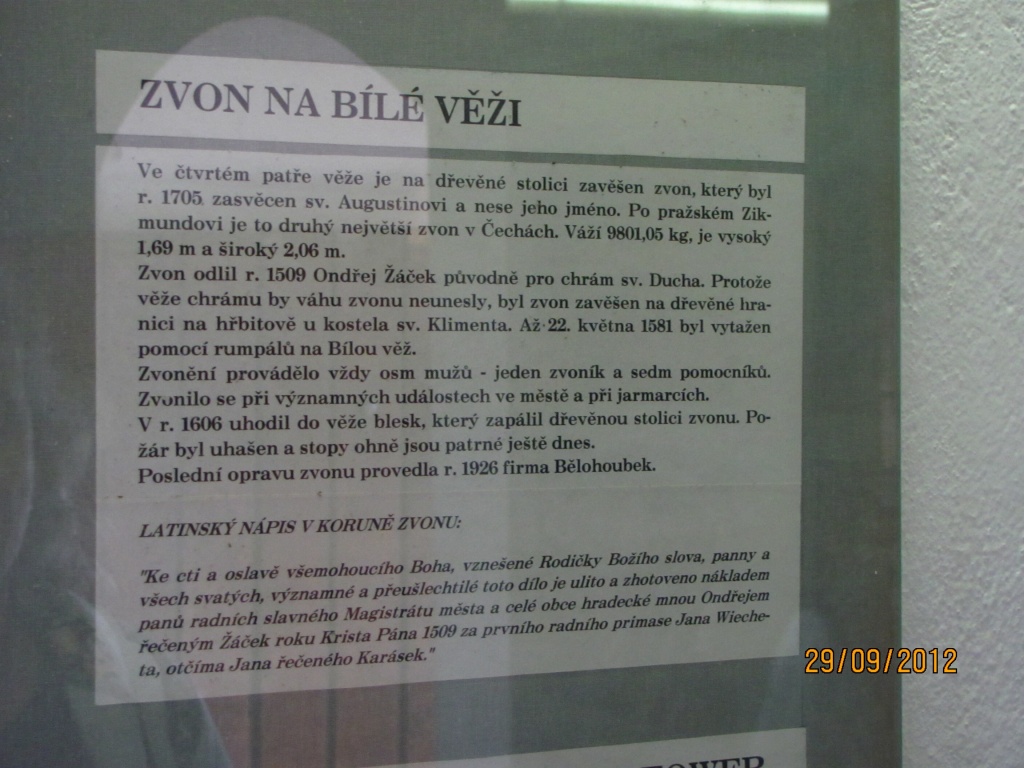 ZVON NA BÍLÉ VĚŽI
Ve čtvrtém patře věže je na dřevěné stolici zavěšen zvon, který byl
r. 1705 zasvěcen sv. Augustinovi a nese jeho jméno. Po pražském Zik-
mundovi je to druhý největší zvon v Čechách. Váží 9801,05 kg, je vysoký
1,69 m a široký 2,06 m.
Zvon odlil r. 1509 Ondřej Žáček původně pro chrám sv. Ducha. Protože
věže chrámu by váhu zvonu neunesly, byl zvon zavěšen na dřevěné hra-
nici na hřbitově u kostela sv. Klimenta. Až 22. května 1581 byl vytažen
pomocí rumpálů na Bílou věž.
Zvonění provádělo vždy osm mužů - jeden zvoník a sedm pomocníků.
Zvonilo se při významných událostech ve městě a při jarmarcích.
V r. 1606 uhodil do věže blesk, který zapálil dřevěnou stolici zvonu. Po-
žár byl uhašen a stopy ohně jsou patrné ještě dnes.
Poslední opravu zvonu provedla r. 1926 firma Bělohoubek.
LATINSKÝ NÁPIS V KORUNĚ ZVONU:
"Ke cti a oslavě všemohoucího Boha, vznešené Rodičky Božího slova, panny a
všech svatých, významné a přeušlechtilé toto dílo je ulito a zhotoveno nákladem
panů radních slavného Magistrátu města a celé obce hradecké mnou Ondřejem
řečeným Žáček roku Krista Pána 1509 za prvního radního primase Jana Wieche-
ta, otčíma Jana řečeného Karásek."
29/09/2012
TOWER